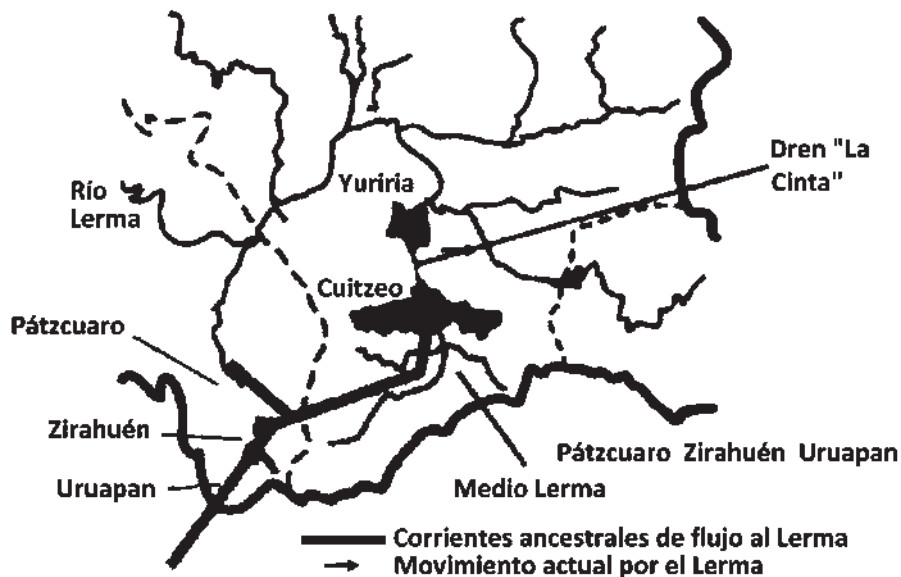 Dren "La
Cinta"
Yuriria
Río
Lerma
Cuitzeo
Pátzcuaro
Zirahuén
Pátzcuaro Zirahuén Uruapan
Uruapan
Medio Lerma
Corrientes ancestrales de flujo al Lerma
Movimiento actual por el Lerma